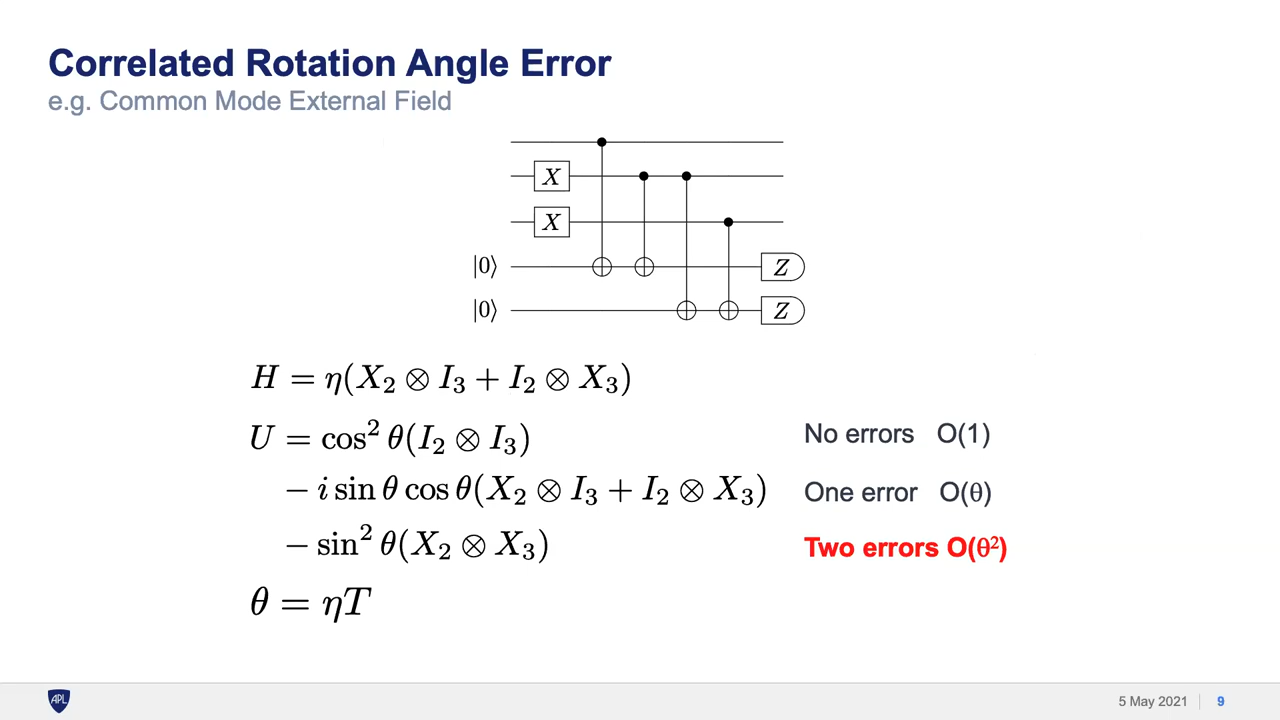 Correlated Rotation Angle Error
e.g. Common Mode External Field
X
X
|0⟩ Z
|0⟩ Z
H = η(X₂ ⊗ I₃ + I₂ ⊗ X₃)
U = cos² θ(I₂ ⊗ I₃) No errors O(1)
− i sin θ cos θ(X₂ ⊗ I₃ + I₂ ⊗ X₃) One error O(θ)
− sin² θ(X₂ ⊗ X₃) Two errors O(θ²)
θ = ηT
APL 5 May 2021 9